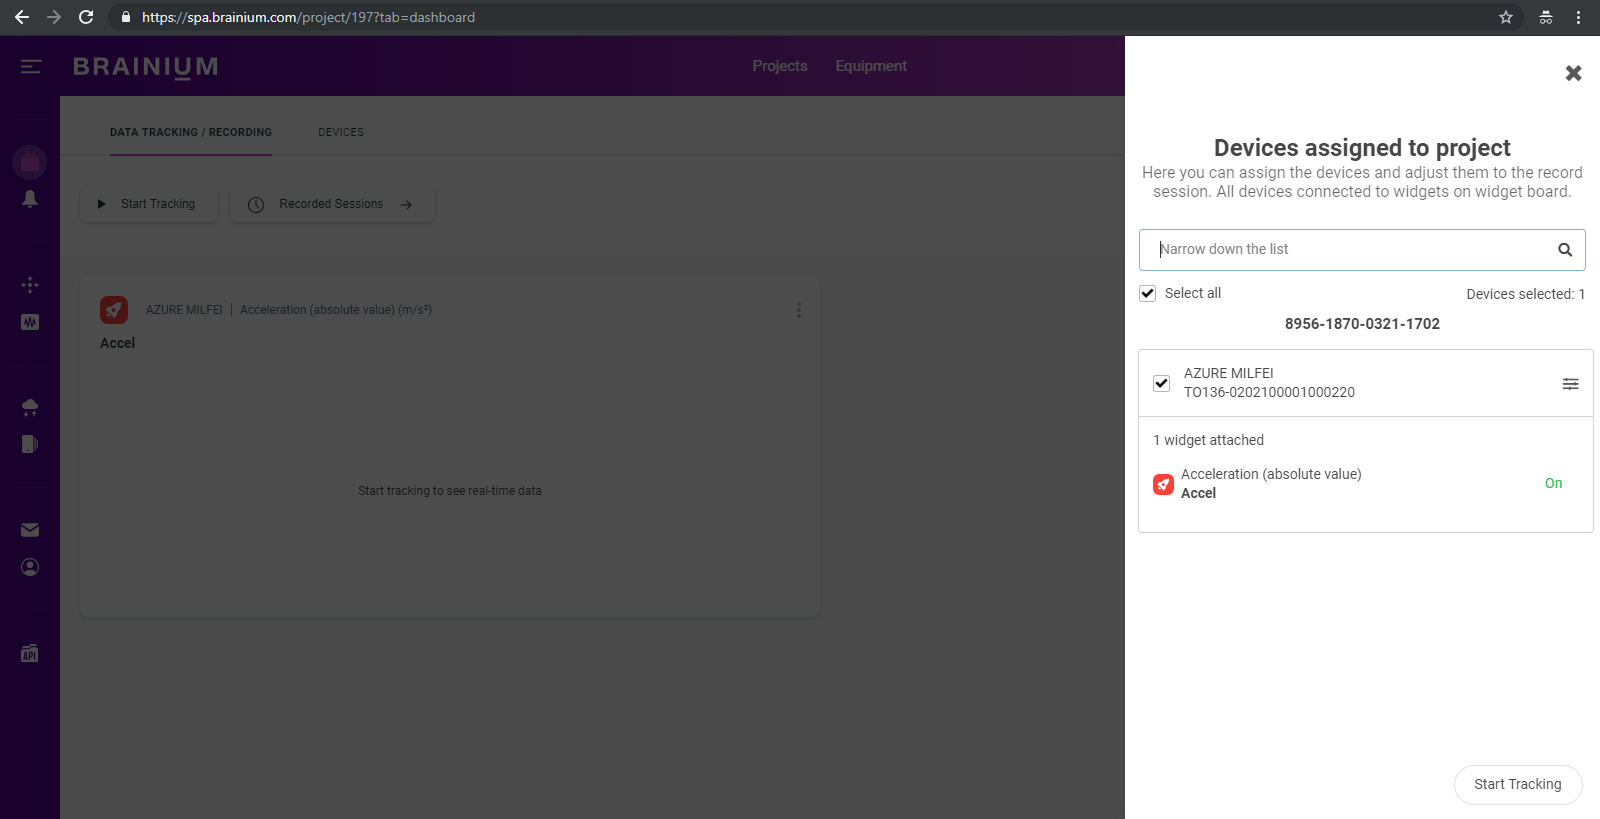 https://spa.brainium.com/project/197?tab=dashboard
BRAINIUM
Projects
Equipment
DATA TRACKING / RECORDING
DEVICES
Start Tracking
Recorded Sessions
AZURE MILFEI | Acceleration (absolute value) (m/s²)
Accel
Start tracking to see real-time data
API
Devices assigned to project
Here you can assign the devices and adjust them to the record
session. All devices connected to widgets on widget board.
Narrow down the list
Select all
Devices selected: 1
8956-1870-0321-1702
AZURE MILFEI
TO136-0202100001000220
1 widget attached
Acceleration (absolute value)
Accel
On
Start Tracking